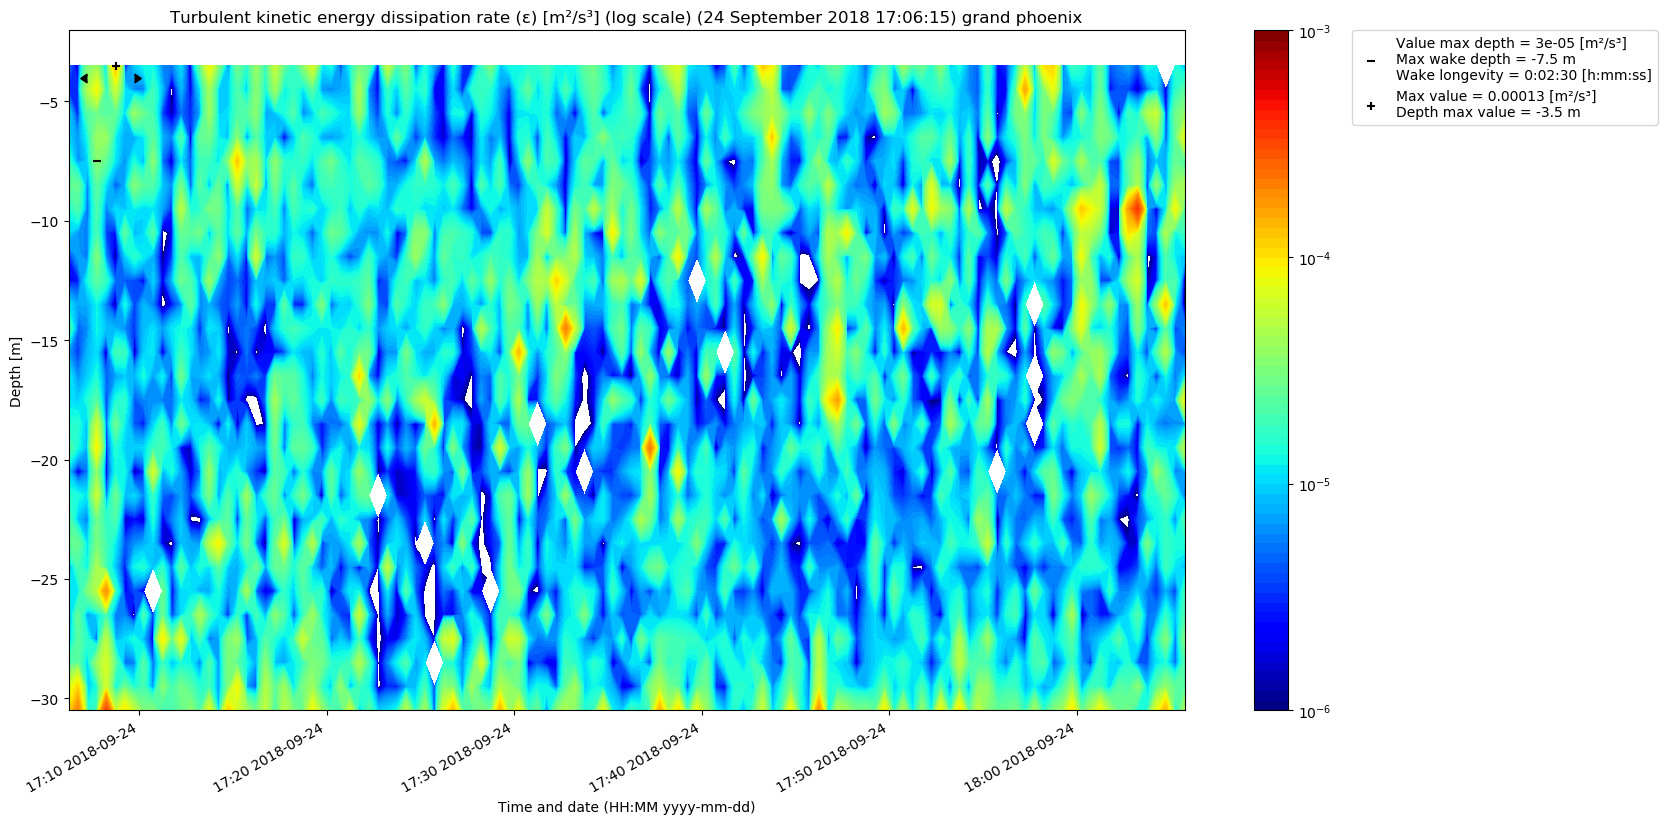 Turbulent kinetic energy dissipation rate (ε) [m²/s³] (log scale) (24 September 2018 17:06:15) grand phoenix
Depth [m]
−5
−10
−15
−20
−25
−30
17:10 2018-09-24
17:20 2018-09-24
17:30 2018-09-24
17:40 2018-09-24
17:50 2018-09-24
18:00 2018-09-24
Time and date (HH:MM yyyy-mm-dd)
10⁻³
10⁻⁴
10⁻⁵
10⁻⁶
Value max depth = 3e-05 [m²/s³]
Max wake depth = -7.5 m
Wake longevity = 0:02:30 [h:mm:ss]
Max value = 0.00013 [m²/s³]
Depth max value = -3.5 m